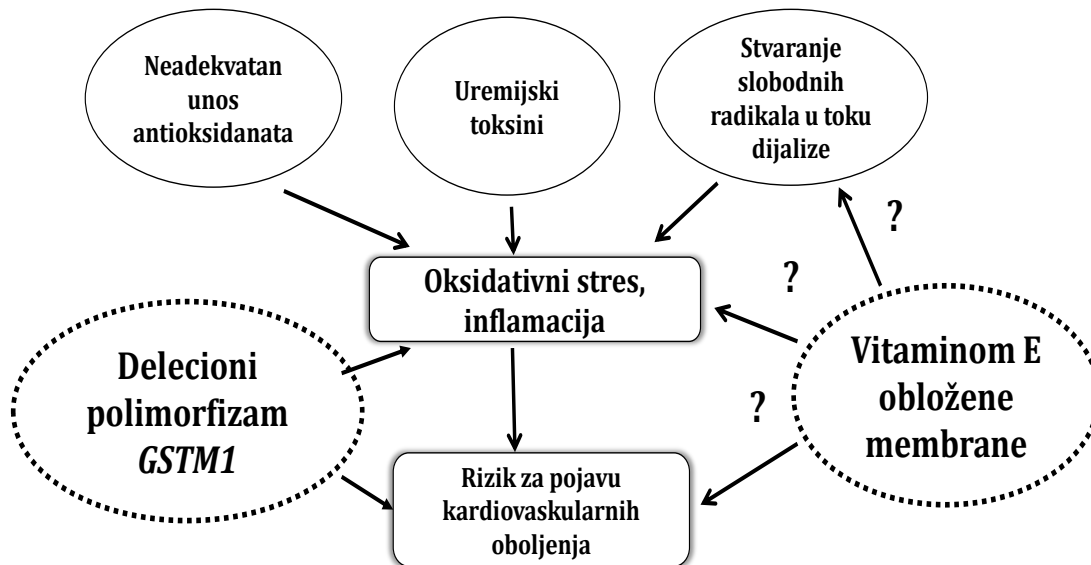 Neadekvatan
unos
antioksidanata
Uremijski
toksini
Stvaranje
slobodnih
radikala u toku
dijalize
?
?
Oksidativni stres,
inflamacija
Delecioni
polimorfizam
GSTM1
Vitaminom E
obložene
membrane
?
Rizik za pojavu
kardiovaskularnih
oboljenja